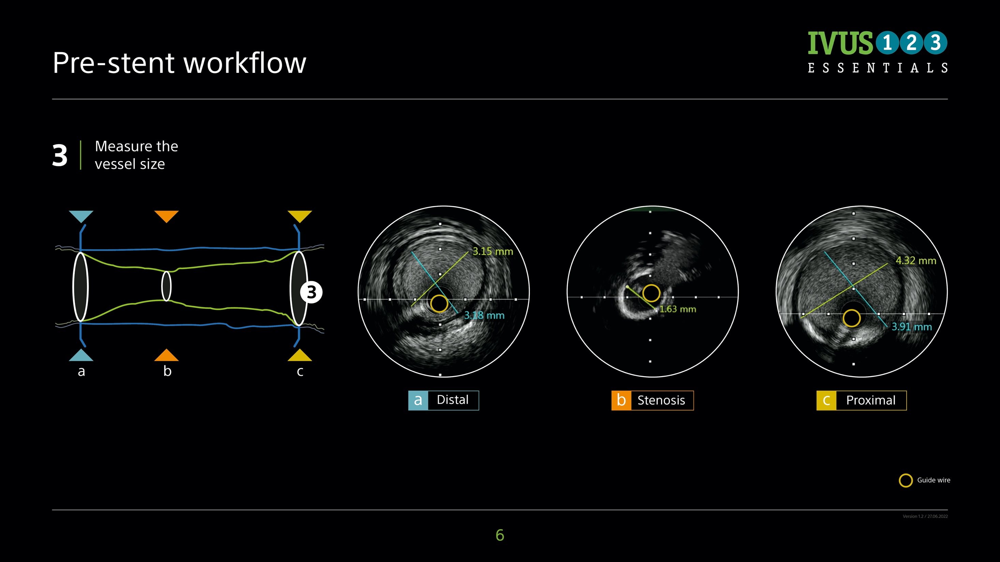 Pre-stent workflow
IVUS 1 2 3
ESSENTIALS
3
Measure the
vessel size
3
a
b
c
3.15 mm
3.18 mm
1.63 mm
4.32 mm
3.91 mm
a Distal
b Stenosis
c Proximal
Guide wire
Version 1.2 / 27.06.2022
6